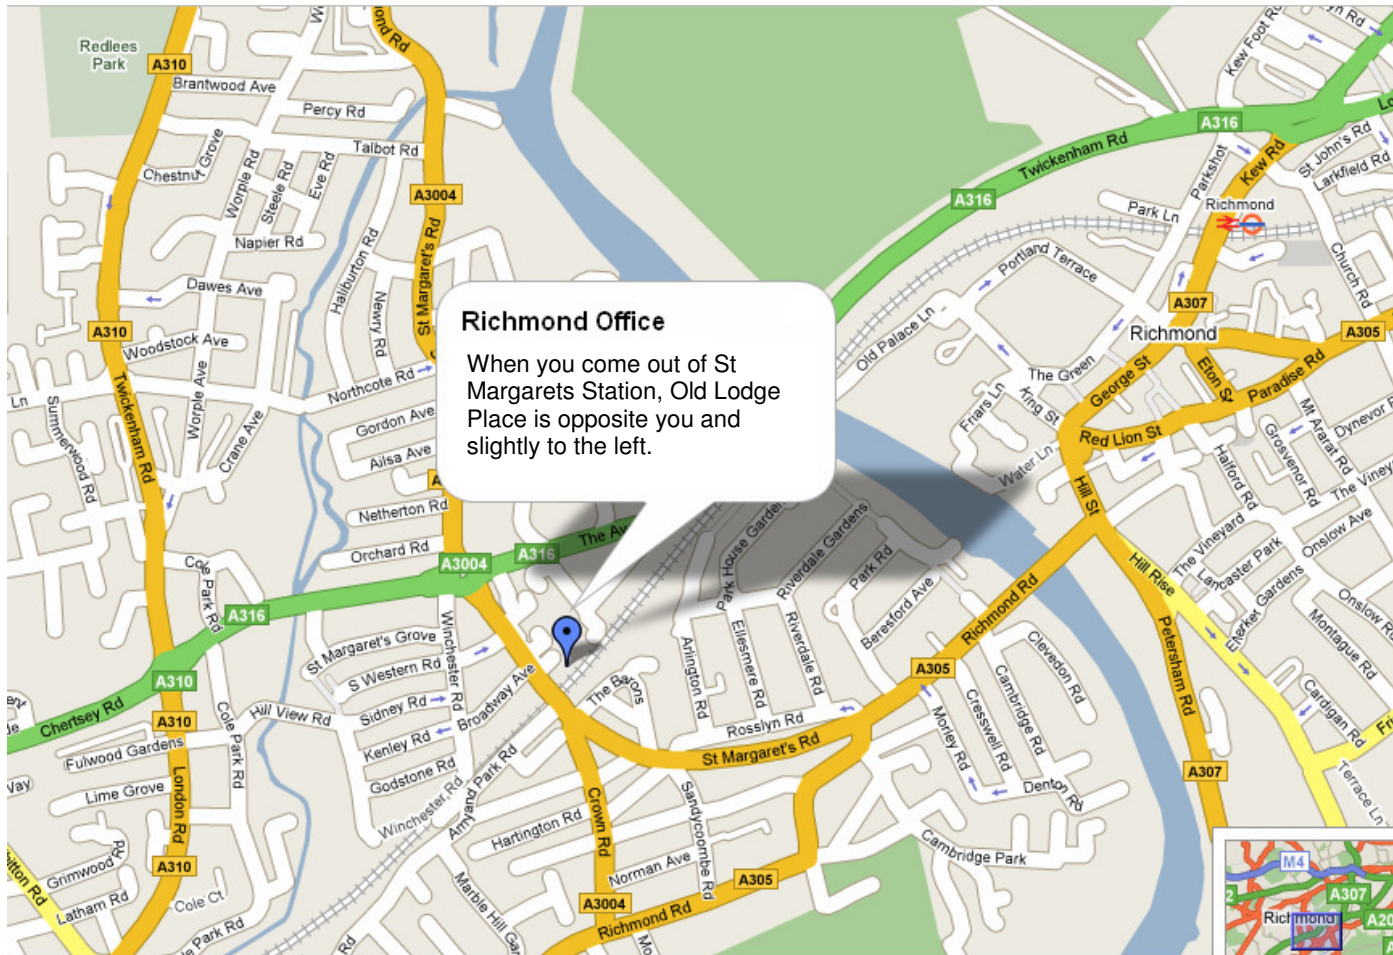 Redlees
Park
A310
Brantwood Ave
Percy Rd
Talbot Rd
Chestnut Grove
Worple Rd
Steele Rd
Eve Rd
Napier Rd
A3004
St Margaret's Rd
Haliburton Rd
Newry Rd
Dawes Ave
A310
Woodstock Ave
Northcote Rd
Ln
Summerwood Rd
Twickenham Rd
Worple Ave
Crane Ave
Gordon Ave
Ailsa Ave
Netherton Rd
Orchard Rd
Richmond Office
When you come out of St
Margarets Station, Old Lodge
Place is opposite you and
slightly to the left.
Kew Foot Rd
A316
Twickenham Rd
A316
Parkshot
Kew Rd
St John's Rd
Larkfield Rd
Park Ln
Richmond
Church Rd
Portland Terrace
Old Palace Ln
A307
Richmond
A305
The Green
George St
Eton St
Paradise Rd
Friars Ln
King St
Red Lion St
Water Ln
Hill St
Mt Ararat Rd
Grosvenor Rd
Halford Rd
The Vineyard
Lancaster Park
Onslow Ave
Hill Rise
Onslow Rd
Montague Rd
Cardigan Rd
Petersham Rd
A307
Terrace Ln
A3004
A316
The Av
Park House Gardens
Riverdale Gardens
Park Rd
Beresford Ave
Richmond Rd
Cole Park Rd
A316
A310
Chertsey Rd
A310
St Margaret's Grove
Winchester Rd
S Western Rd
Sidney Rd
Broadway Ave
Hill View Rd
Kenley Rd
Godstone Rd
Winchester Rd
Amyand Park Rd
The Barons
Arlington Rd
Ellesmere Rd
Riverdale Rd
Rosslyn Rd
St Margaret's Rd
A305
Clevedon Rd
Cambridge Rd
Cresswell Rd
Morley Rd
Denton Rd
Cambridge Park
Cole Park Rd
Fulwood Gardens
Lime Grove
London Rd
Grimwood Rd
A310
Latham Rd
Cole Ct
Park Rd
Hartington Rd
Crown Rd
Sandycombe Rd
Norman Ave
Marble Hill
A3004
Richmond Rd
A305
M4
A307
Richmond